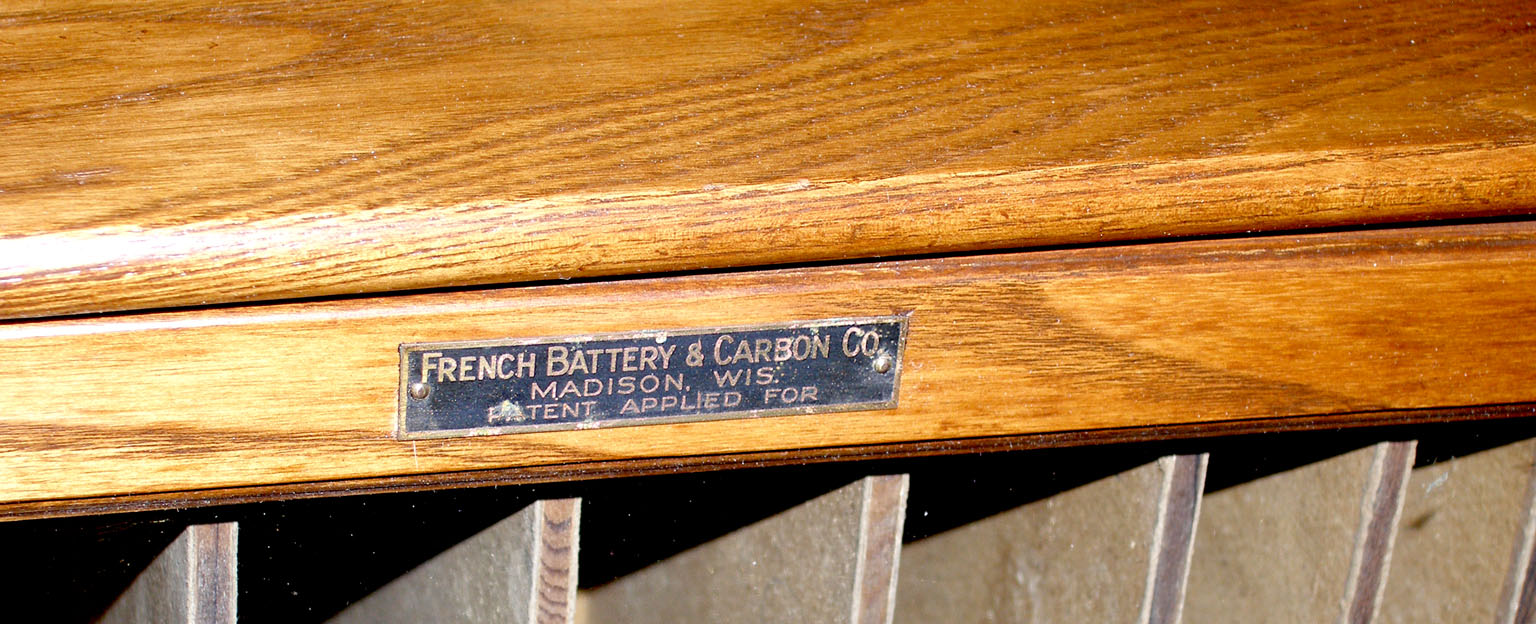 FRENCH BATTERY & CARBON CO.
MADISON, WIS.
PATENT APPLIED FOR